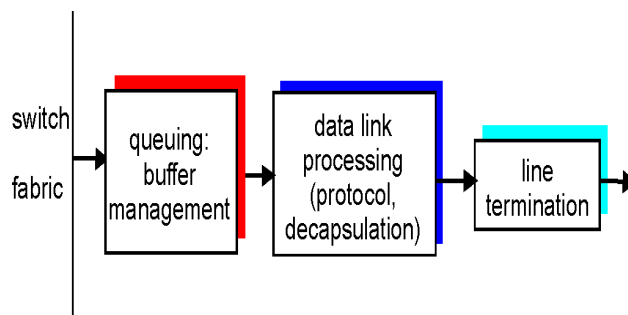 switch
fabric
queuing:
buffer
management
data link
processing
(protocol,
decapsulation)
line
termination